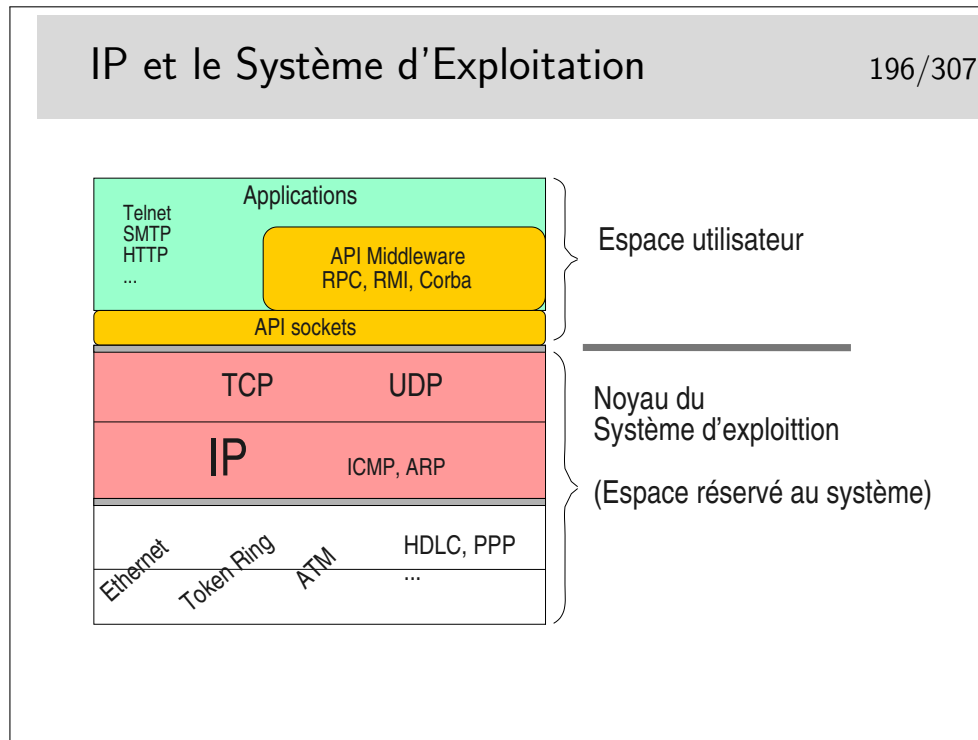 IP et le Système d'Exploitation
196/307
Applications
Telnet
SMTP
HTTP
...
API Middleware
RPC, RMI, Corba
API sockets
Espace utilisateur
TCP
UDP
IP
ICMP, ARP
Noyau du
Système d'exploittion
(Espace réservé au système)
Ethernet
Token Ring
ATM
HDLC, PPP
...